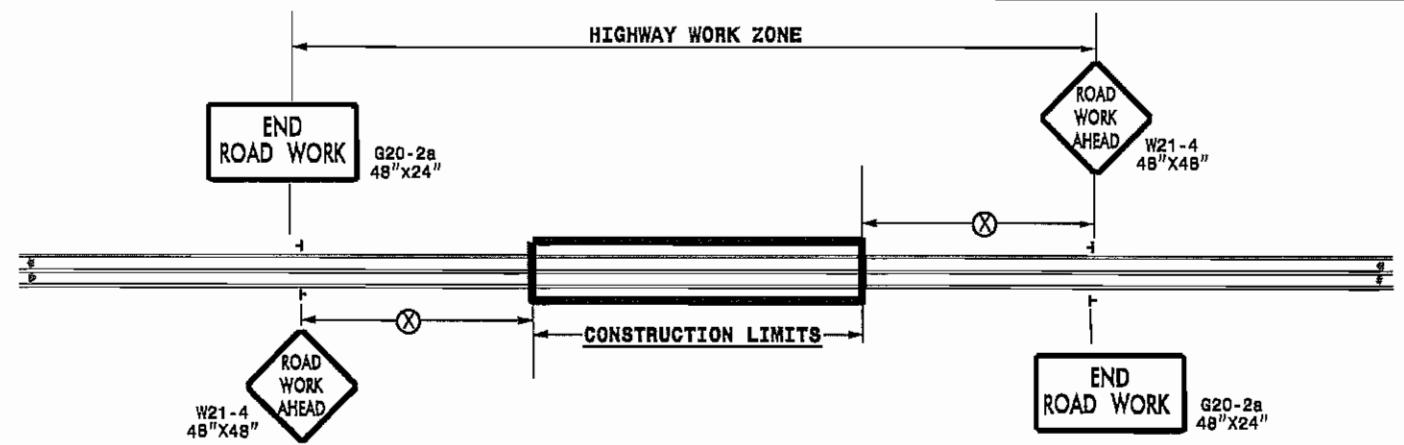 HIGHWAY WORK ZONE
END
ROAD WORK
G20-2a
48"X24"
ROAD
WORK
AHEAD
W21-4
48"X48"
X
X
CONSTRUCTION LIMITS
ROAD
WORK
AHEAD
W21-4
48"X48"
END
ROAD WORK
G20-2a
48"X24"